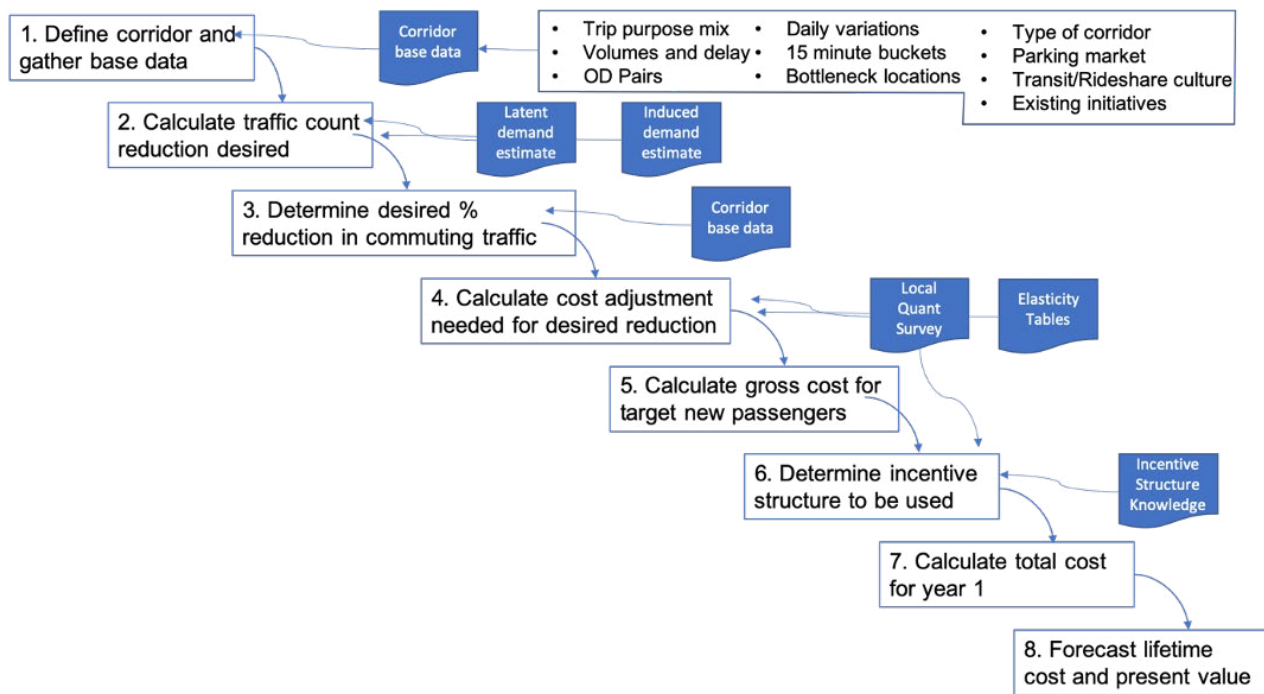 1. Define corridor and
gather base data
Corridor
base data
• Trip purpose mix
• Volumes and delay
• OD Pairs
• Daily variations
• 15 minute buckets
• Bottleneck locations
• Type of corridor
• Parking market
• Transit/Rideshare culture
• Existing initiatives
2. Calculate traffic count
reduction desired
Latent
demand
estimate
Induced
demand
estimate
3. Determine desired %
reduction in commuting traffic
Corridor
base data
4. Calculate cost adjustment
needed for desired reduction
Local
Quant
Survey
Elasticity
Tables
5. Calculate gross cost for
target new passengers
6. Determine incentive
structure to be used
Incentive
Structure
Knowledge
7. Calculate total cost
for year 1
8. Forecast lifetime
cost and present value